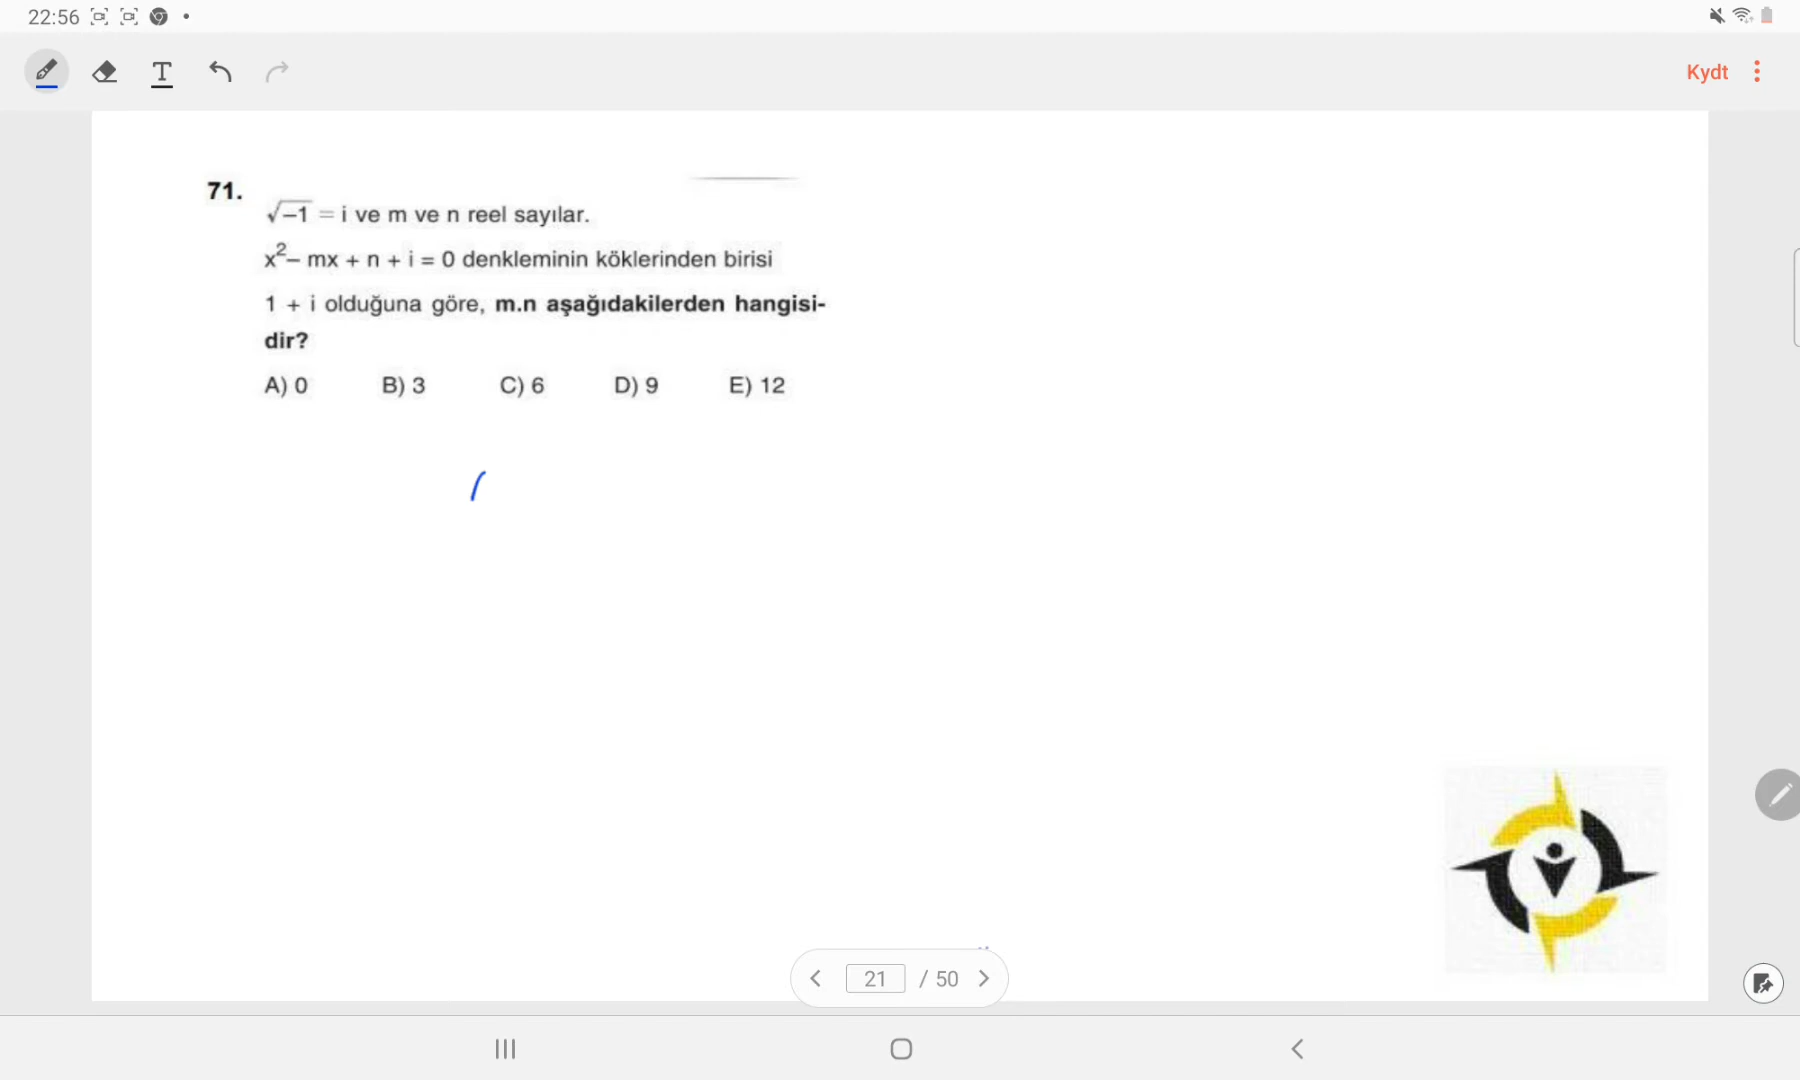 22:56
T
Kydt
71.
√−1 = i ve m ve n reel sayılar.
x²− mx + n + i = 0 denkleminin köklerinden birisi
1 + i olduğuna göre, m.n aşağıdakilerden hangisi-
dir?
A) 0 B) 3 C) 6 D) 9 E) 12
21 / 50